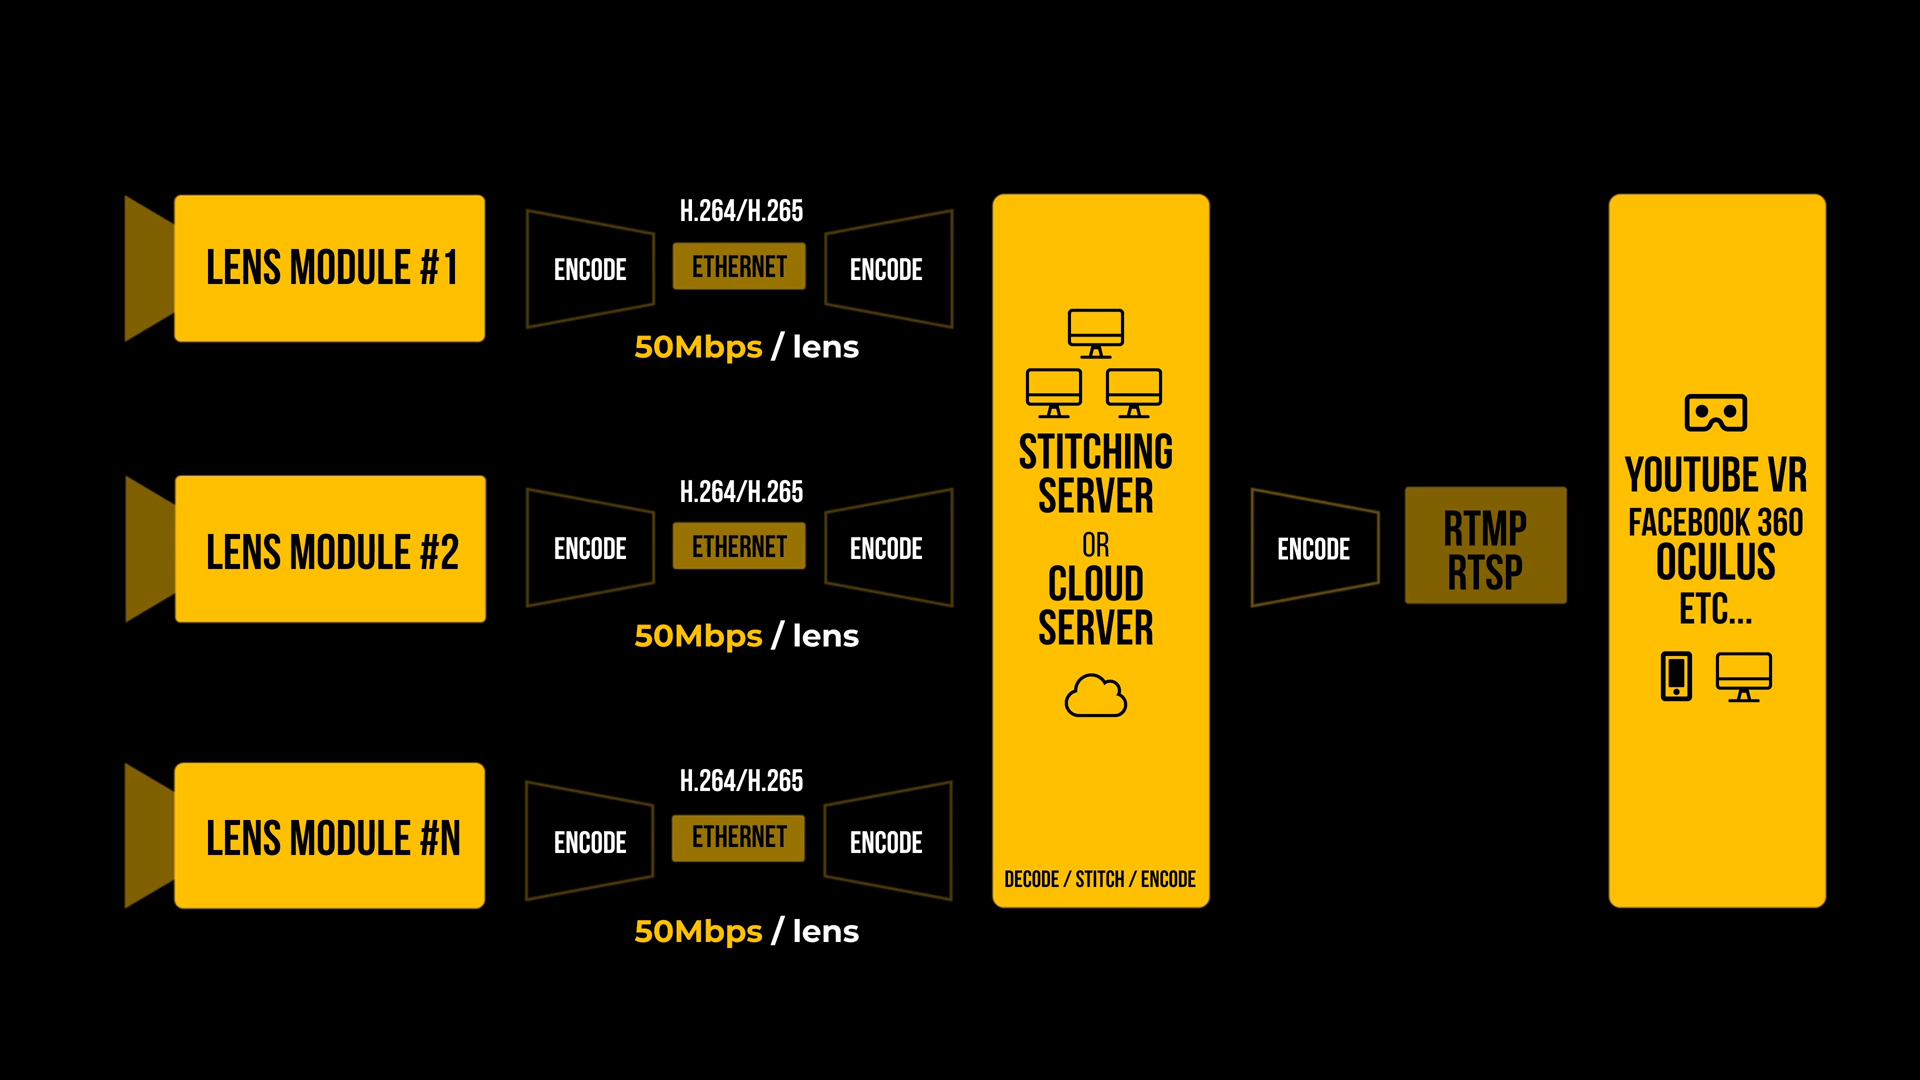 LENS MODULE #1
ENCODE
H.264/H.265
ETHERNET
ENCODE
50Mbps / lens
LENS MODULE #2
ENCODE
H.264/H.265
ETHERNET
ENCODE
50Mbps / lens
LENS MODULE #N
ENCODE
H.264/H.265
ETHERNET
ENCODE
50Mbps / lens
STITCHING
SERVER
OR
CLOUD
SERVER
DECODE / STITCH / ENCODE
ENCODE
RTMP
RTSP
YOUTUBE VR
FACEBOOK 360
OCULUS
ETC...